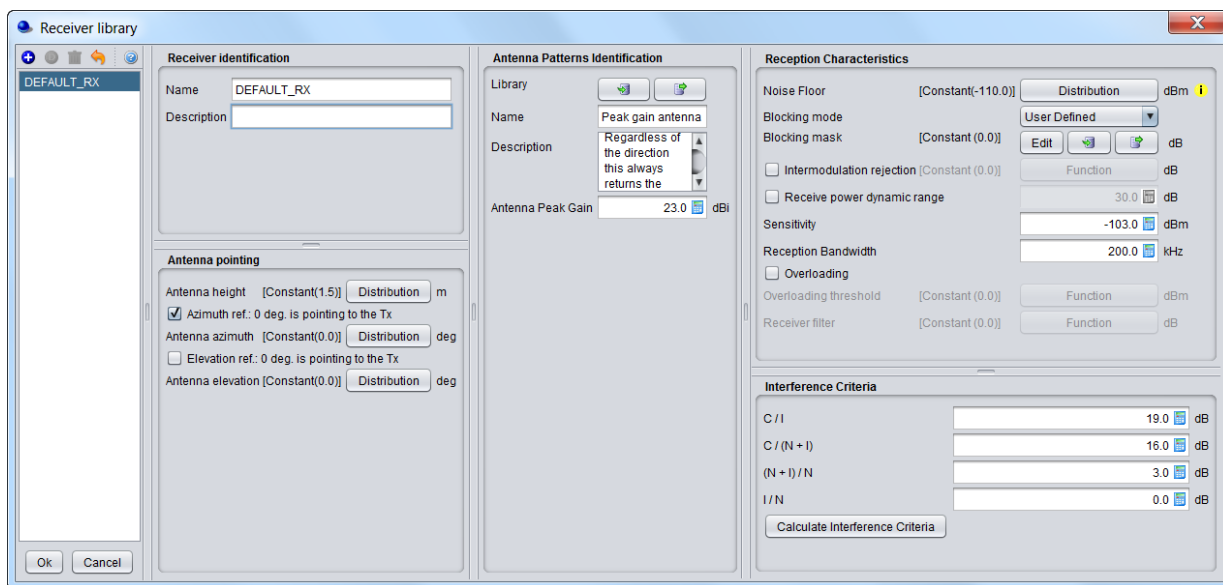 Receiver library
DEFAULT_RX
Ok Cancel
Receiver identification
Name DEFAULT_RX
Description
Antenna pointing
Antenna height [Constant(1.5)] Distribution m
Azimuth ref.: 0 deg. is pointing to the Tx
Antenna azimuth [Constant(0.0)] Distribution deg
Elevation ref.: 0 deg. is pointing to the Tx
Antenna elevation [Constant(0.0)] Distribution deg
Antenna Patterns Identification
Library
Name Peak gain antenna
Description
Regardless of
the direction
this always
returns the
Antenna Peak Gain 23.0 dBi
Reception Characteristics
Noise Floor [Constant(-110.0)] Distribution dBm i
Blocking mode User Defined
Blocking mask [Constant (0.0)] Edit dB
Intermodulation rejection [Constant (0.0)] Function dB
Receive power dynamic range 30.0 dB
Sensitivity -103.0 dBm
Reception Bandwidth 200.0 kHz
Overloading
Overloading threshold [Constant (0.0)] Function dBm
Receiver filter [Constant (0.0)] Function dB
Interference Criteria
C / I 19.0 dB
C / (N + I) 16.0 dB
(N + I) / N 3.0 dB
I / N 0.0 dB
Calculate Interference Criteria